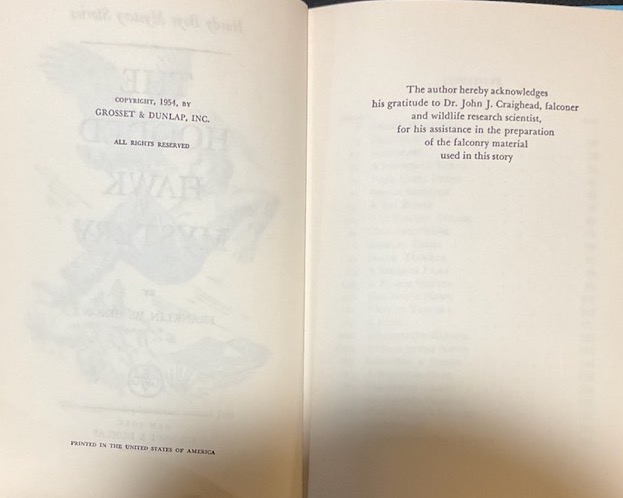 COPYRIGHT, 1954, BY
GROSSET & DUNLAP, INC.
ALL RIGHTS RESERVED
PRINTED IN THE UNITED STATES OF AMERICA
The author hereby acknowledges
his gratitude to Dr. John J. Craighead, falconer
and wildlife research scientist,
for his assistance in the preparation
of the falconry material
used in this story